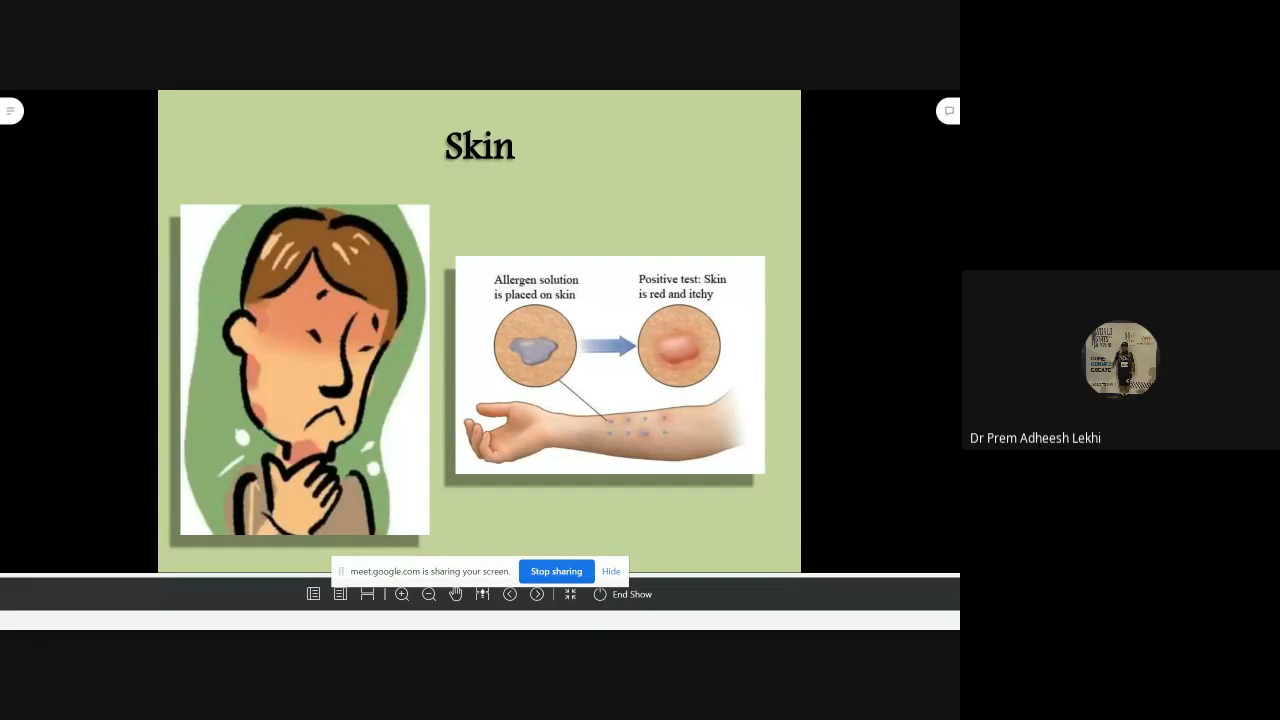 Skin
Allergen solution
is placed on skin
Positive test: Skin
is red and itchy
meet.google.com is sharing your screen.
Stop sharing
Hide
End Show
Dr Prem Adheesh Lekhi